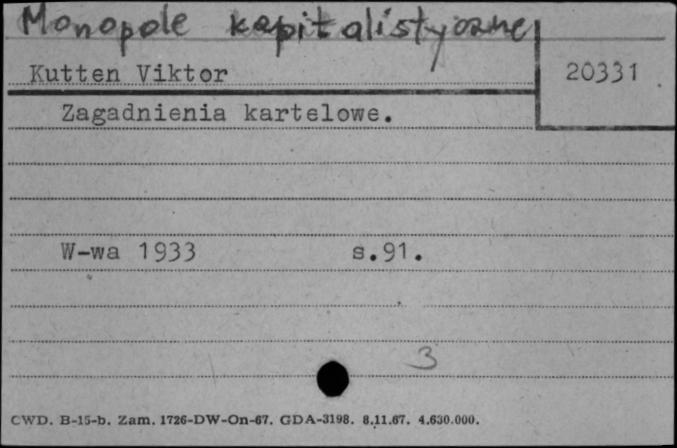 Monopole kapitalistyczne
Kutten Viktor
20331
Zagadnienia kartelowe.
W-wa 1933 s.91.
3
CWD. B-15-b. Zam. 1726-DW-On-67. GDA-3198. 8.11.67. 4.630.000.